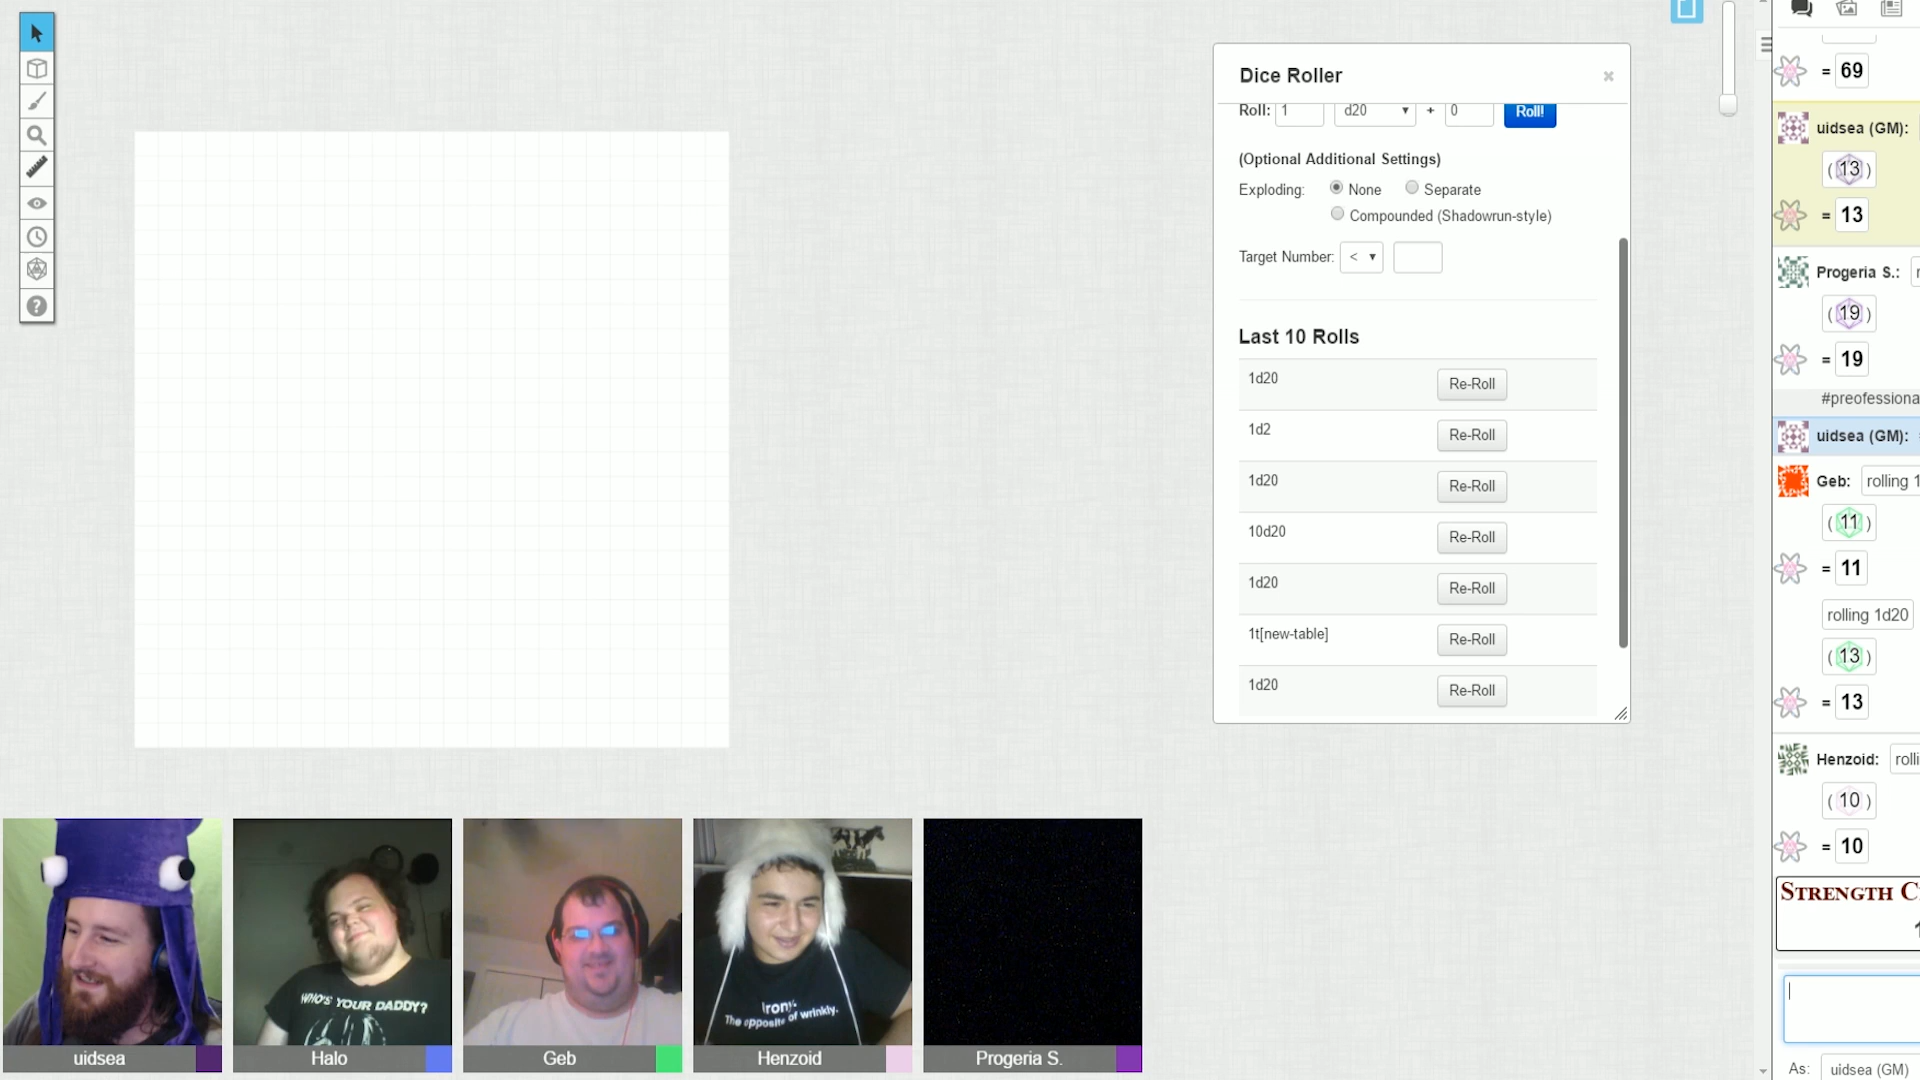 Dice Roller
×
Roll: 1 d20 + 0 Roll!
(Optional Additional Settings)
Exploding: None Separate
Compounded (Shadowrun-style)
Target Number: <
Last 10 Rolls
1d20 Re-Roll
1d2 Re-Roll
1d20 Re-Roll
10d20 Re-Roll
1d20 Re-Roll
1t[new-table] Re-Roll
1d20 Re-Roll
= 69
uidsea (GM):
(13)
= 13
Progeria S.:
(19)
= 19
#preofessiona
uidsea (GM):
Geb: rolling 1
(11)
= 11
rolling 1d20
(13)
= 13
Henzoid: rolli
(10)
= 10
STRENGTH C
As: uidsea (GM)
WHO'S YOUR DADDY?
Irony:
The opposite of wrinkly.
uidsea
Halo
Geb
Henzoid
Progeria S.